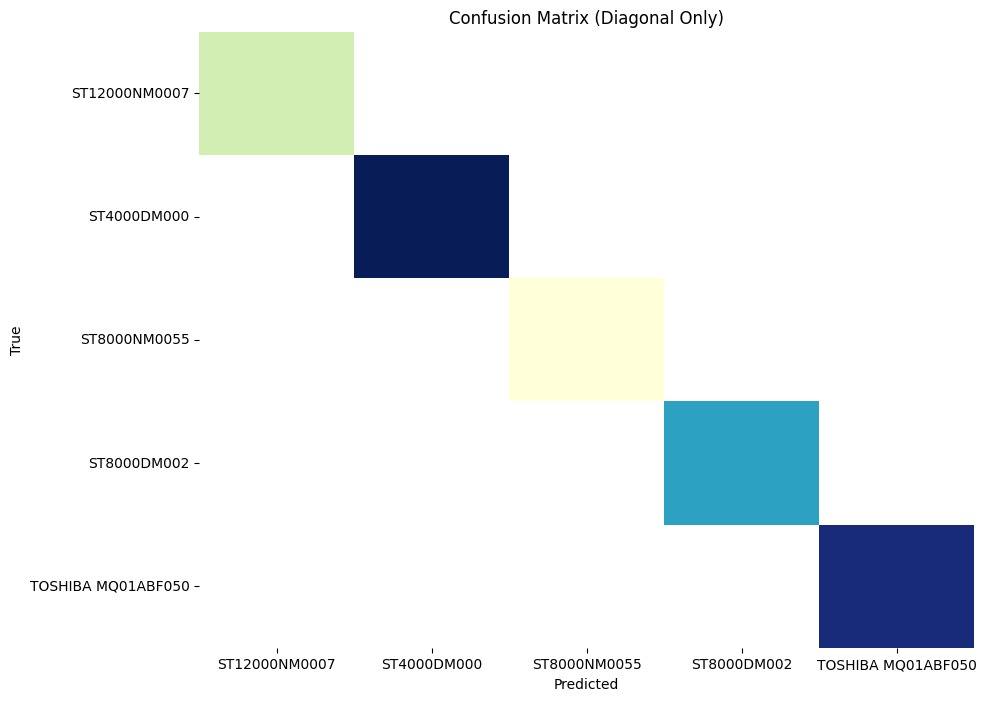 Confusion Matrix (Diagonal Only)
True
ST12000NM0007
ST4000DM000
ST8000NM0055
ST8000DM002
TOSHIBA MQ01ABF050
ST12000NM0007 ST4000DM000 ST8000NM0055 ST8000DM002 TOSHIBA MQ01ABF050
Predicted